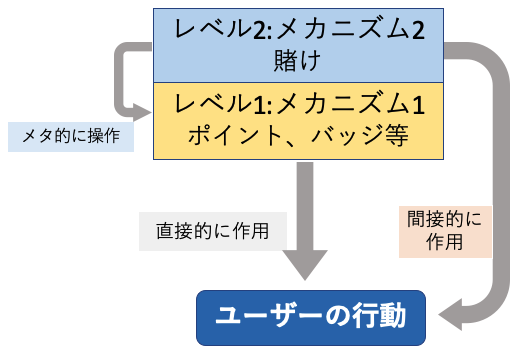 レベル2:メカニズム2
賭け
レベル1:メカニズム1
ポイント、バッジ等
メタ的に操作
直接的に作用
間接的に
作用
ユーザーの行動